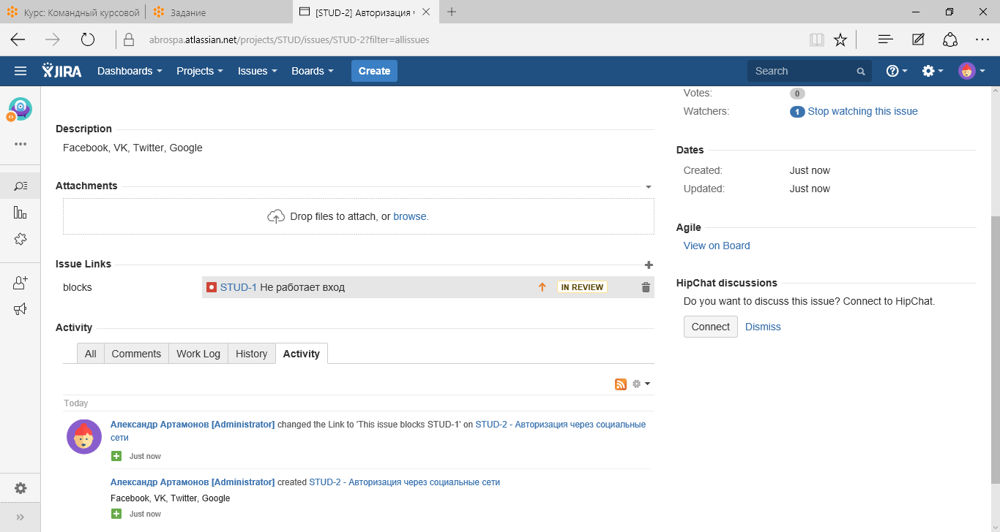 Курс: Командный курсовой
Задание
[STUD-2] Авторизация ч
abrospa.atlassian.net/projects/STUD/issues/STUD-2?filter=allissues
JIRA Dashboards Projects Issues Boards Create Search
Votes: 0
Watchers: 1 Stop watching this issue
Description
Facebook, VK, Twitter, Google
Attachments
Drop files to attach, or browse.
Issue Links
blocks STUD-1 Не работает вход IN REVIEW
Activity
All Comments Work Log History Activity
Today
Александр Артамонов [Administrator] changed the Link to 'This issue blocks STUD-1' on STUD-2 - Авторизация через социальные
сети
Just now
Александр Артамонов [Administrator] created STUD-2 - Авторизация через социальные сети
Facebook, VK, Twitter, Google
Just now
Dates
Created: Just now
Updated: Just now
Agile
View on Board
HipChat discussions
Do you want to discuss this issue? Connect to HipChat.
Connect Dismiss